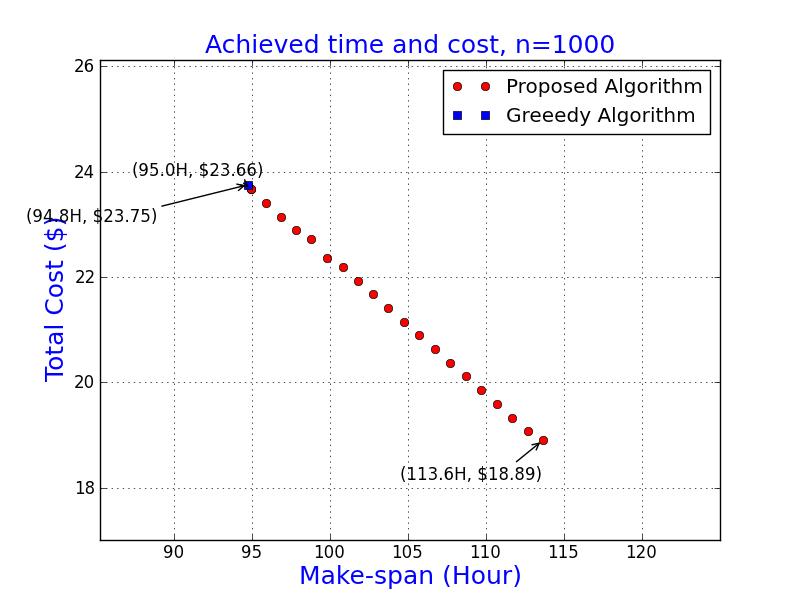 Achieved time and cost, n=1000
Proposed Algorithm
Greeedy Algorithm
(95.0H, $23.66)
(94.8H, $23.75)
(113.6H, $18.89)
Total Cost ($)
26
24
22
20
18
90 95 100 105 110 115 120
Make-span (Hour)